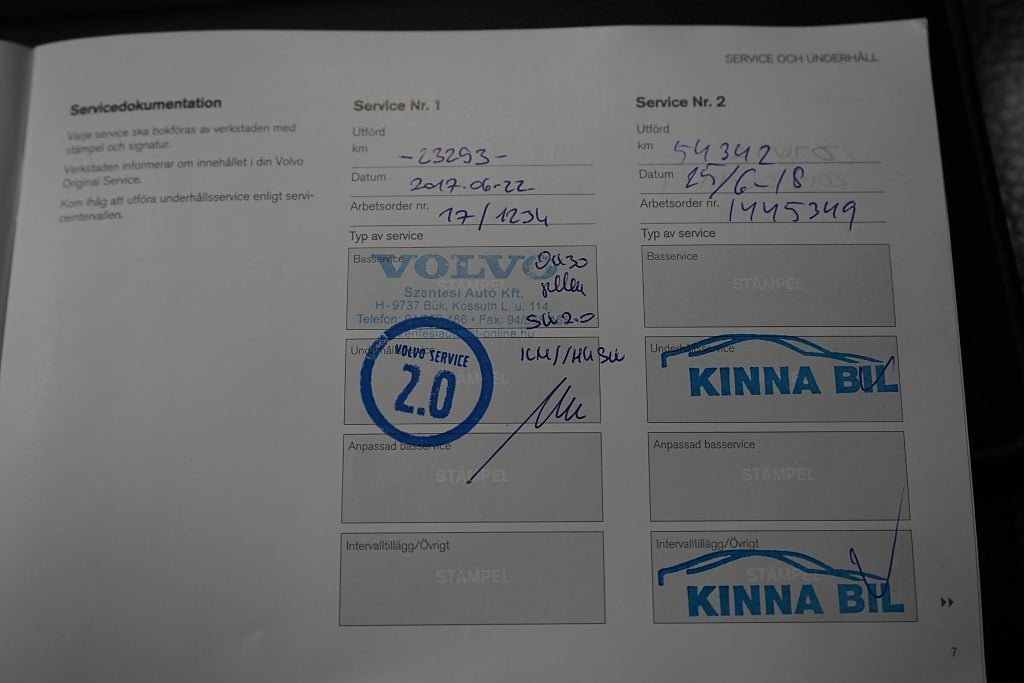 SERVICE OCH UNDERHÅLL
Servicedokumentation
Varje service ska bokföras av verkstaden med
stämpel och signatur.
Verkstaden informerar om innehållet i din Volvo
Original Service.
Kom ihåg att utföra underhållsservice enligt servi-
ceintervallen.
Service Nr. 1
Utförd
km -23293-
Datum 2017.06-22-
Arbetsorder nr. 17/1234
Typ av service
Basservice
VOLVO
STÄMPEL
Szentesi Autó Kft.
H - 9737 Bük, Kossuth L. u. 114.
Telefon: 466 • Fax: 94/
Underhållsservice
VOLVO SERVICE
2.0
Anpassad basservice
STÄMPEL
Intervalltillägg/Övrigt
STÄMPEL
Service Nr. 2
Utförd
km 54342
Datum 25/6-18
Arbetsorder nr. 1445349
Typ av service
Basservice
STÄMPEL
Underhållsservice
KINNA BIL
Anpassad basservice
STÄMPEL
Intervalltillägg/Övrigt
STÄMPEL
KINNA BIL
7